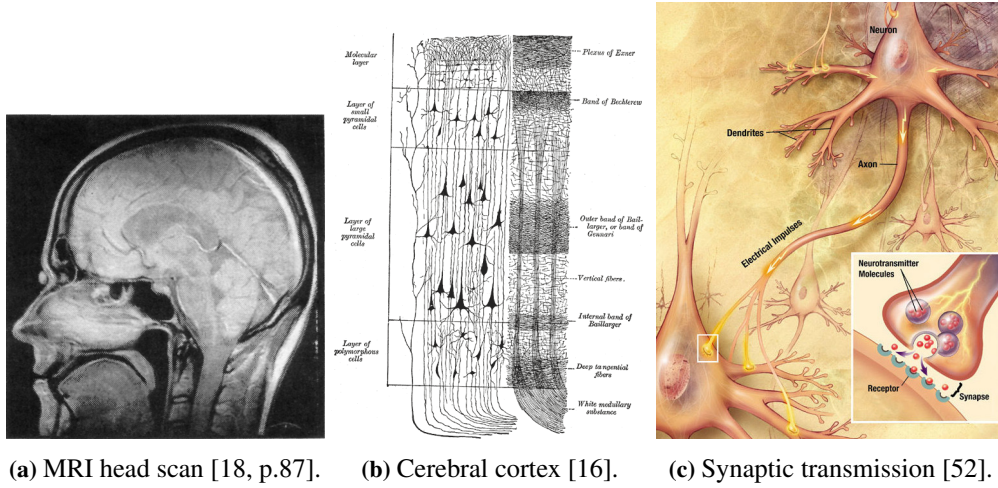 Molecular
layer
Layer of
small
pyramidal
cells
Layer of
large
pyramidal
cells
Layer of
polymorphous
cells
Plexus of Exner
Band of Bechterew
Outer band of Bail-
larger, or band of
Gennari
Vertical fibers.
Internal band of
Baillarger
Deep tangential
fibers
White medullary
substance
Neuron
Dendrites
Axon
Electrical Impulses
Neurotransmitter
Molecules
Receptor
Synapse
(a) MRI head scan [18, p.87].
(b) Cerebral cortex [16].
(c) Synaptic transmission [52].